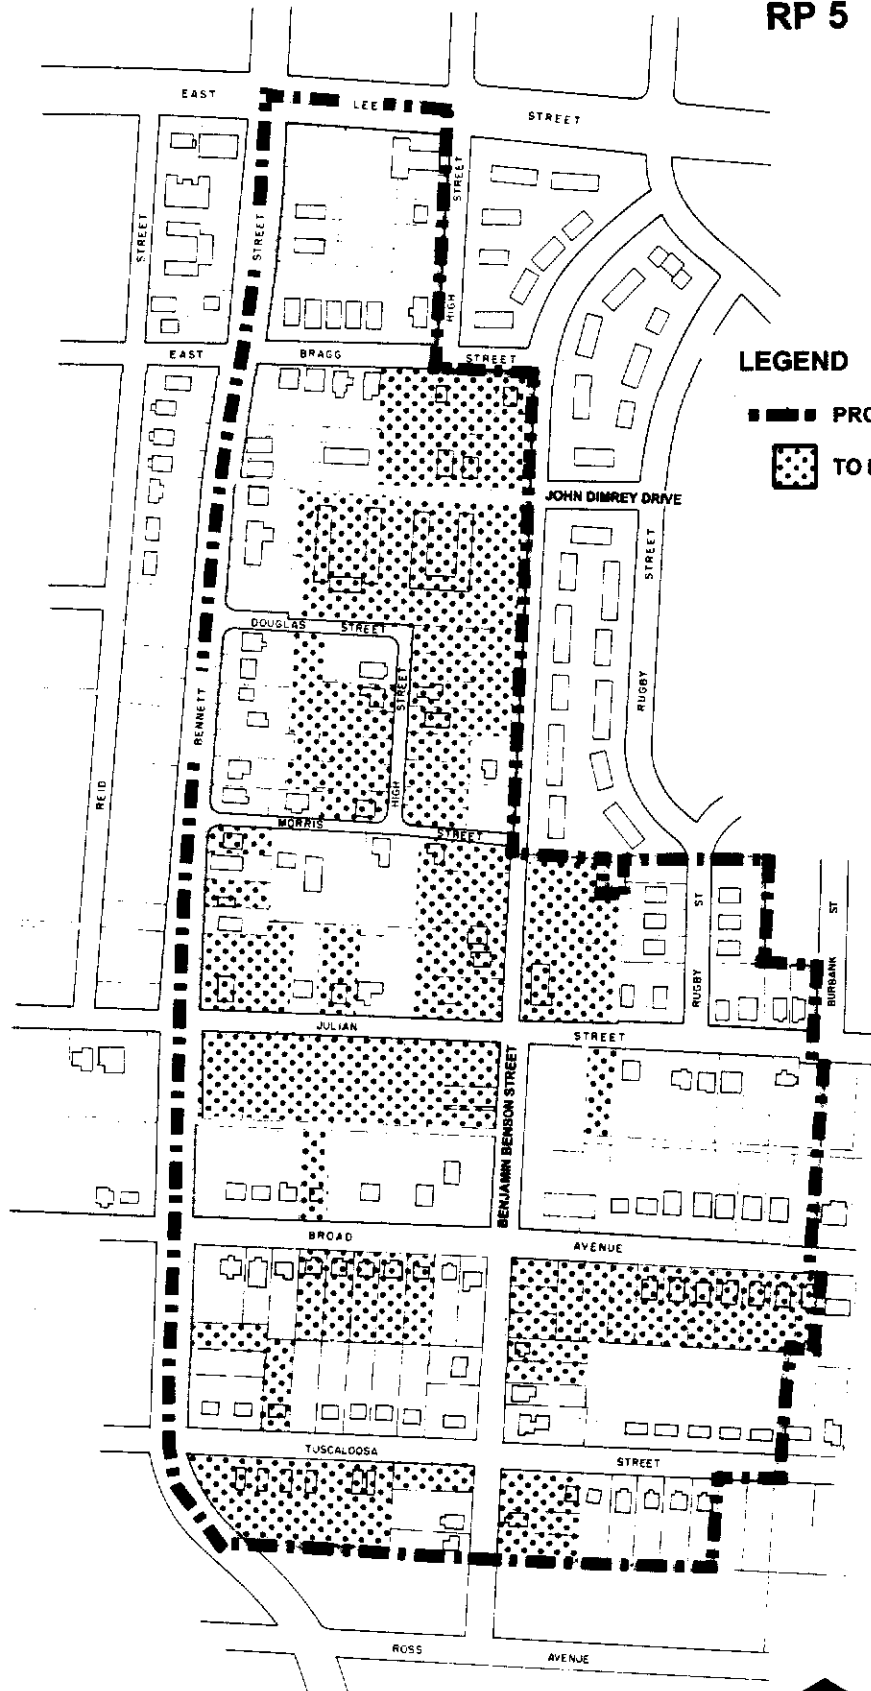 RP 5
EAST
LEE
STREET
STREET
STREET
STREET
HIGH
EAST
BRAGG
STREET
LEGEND
PRO
TO
JOHN DIMREY DRIVE
STREET
DOUGLAS
STREET
STREET
RUGBY
BENNETT
REID
HIGH
MORRIS
STREET
ST
RUGBY
ST
BURBANK
JULIAN
STREET
BENJAMIN BENSON STREET
BROAD
AVENUE
TUSCALOOSA
STREET
ROSS
AVENUE